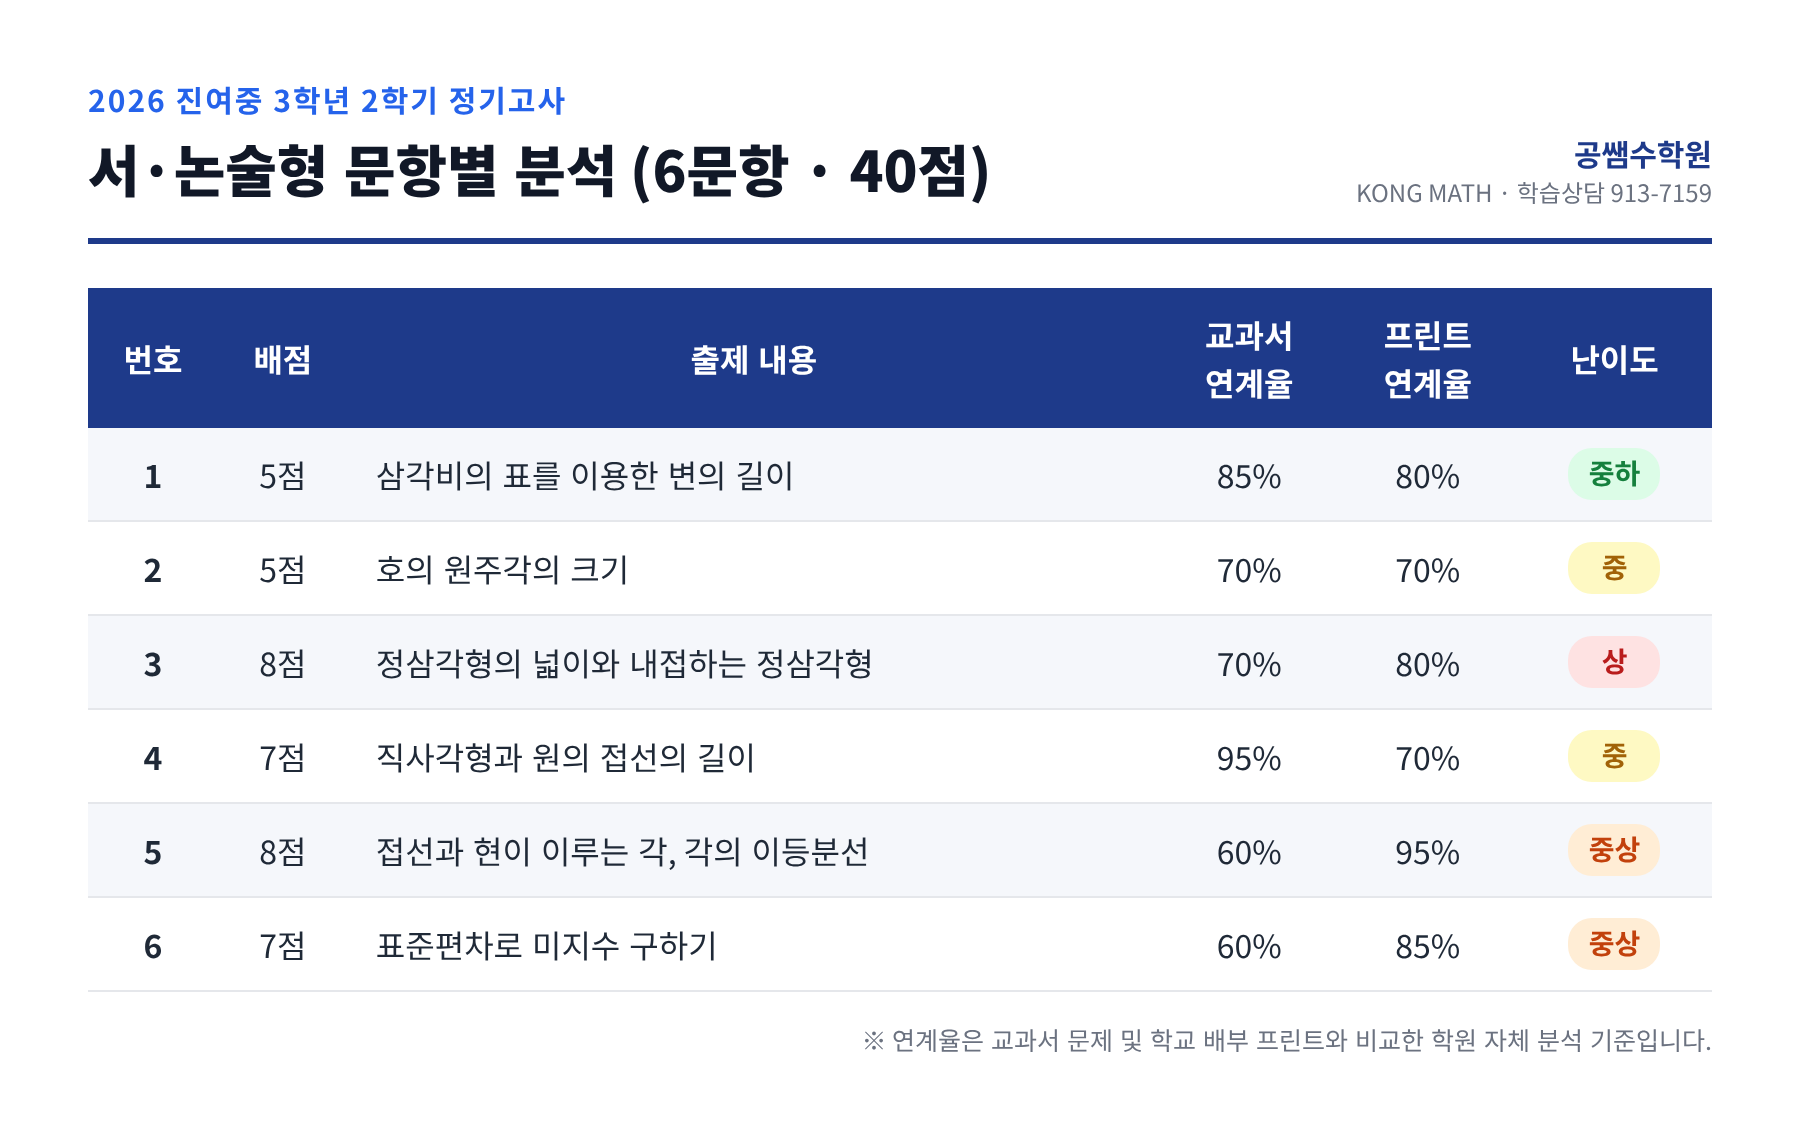 2026 진여중 3학년 2학기 정기고사
서·논술형 문항별 분석 (6문항 · 40점)
공쌤수학원
KONG MATH · 학습상담 913-7159
번호 배점 출제 내용 교과서 연계율 프린트 연계율 난이도
1 5점 삼각비의 표를 이용한 변의 길이 85% 80% 중하
2 5점 호의 원주각의 크기 70% 70% 중
3 8점 정삼각형의 넓이와 내접하는 정삼각형 70% 80% 상
4 7점 직사각형과 원의 접선의 길이 95% 70% 중
5 8점 접선과 현이 이루는 각, 각의 이등분선 60% 95% 중상
6 7점 표준편차로 미지수 구하기 60% 85% 중상
※ 연계율은 교과서 문제 및 학교 배부 프린트와 비교한 학원 자체 분석 기준입니다.